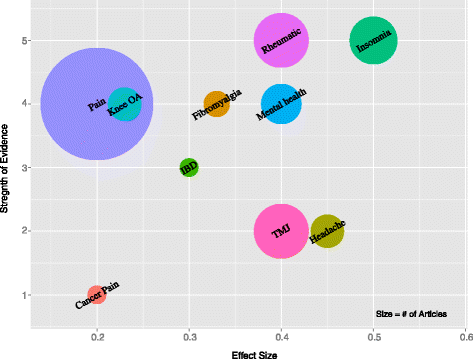 5
4
3
2
1
Stregnth of Evidence
Rheumatic
Insomnia
Pain
Knee OA
Fibromyalgia
Mental health
IBD
TMJ
Headache
Cancer Pain
Size = # of Articles
0.2
0.3
0.4
0.5
0.6
Effect Size